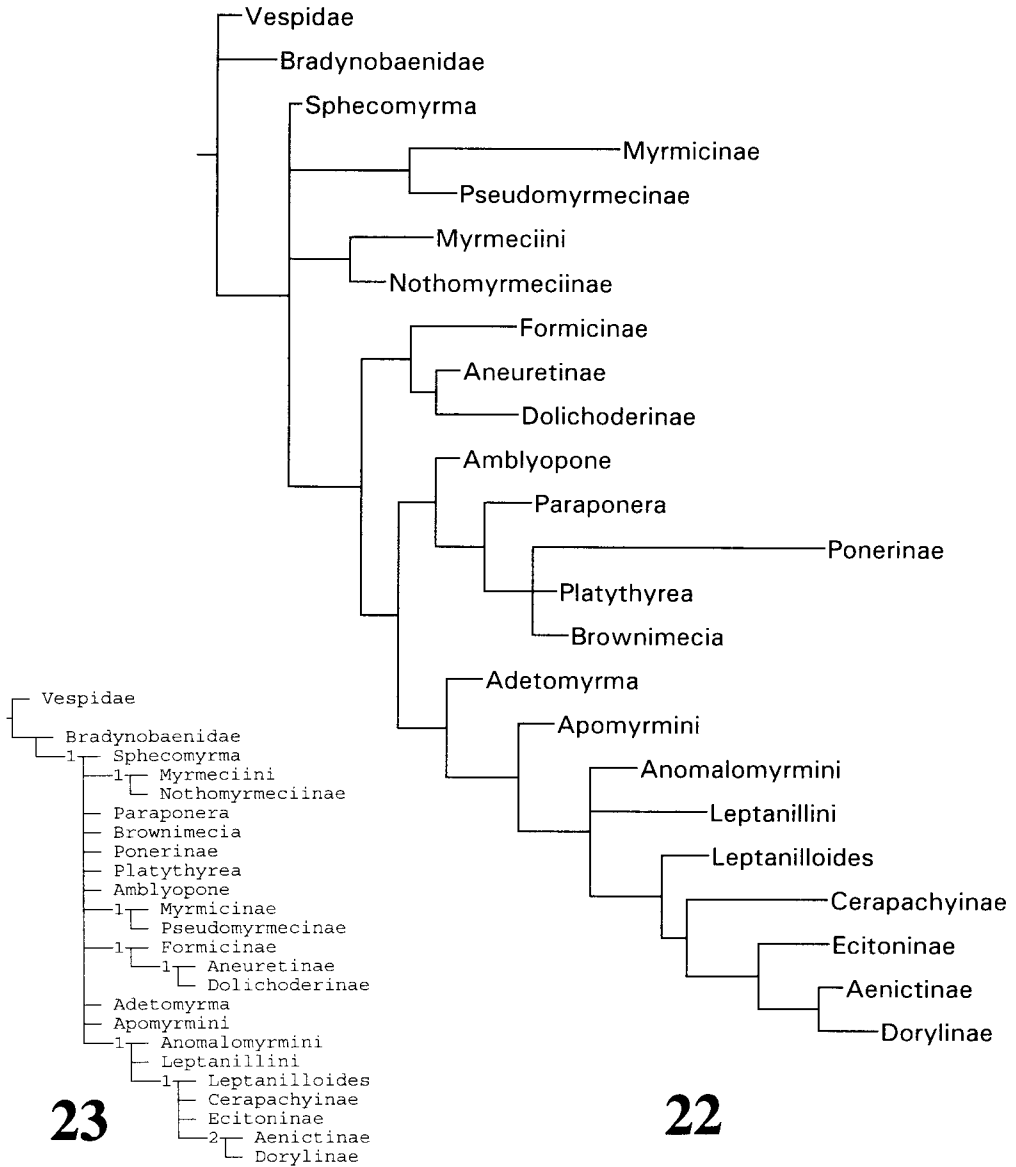 Vespidae
Bradynobaenidae
Sphecomyrma
Myrmicinae
Pseudomyrmecinae
Myrmeciini
Nothomyrmeciinae
Formicinae
Aneuretinae
Dolichoderinae
Amblyopone
Paraponera
Ponerinae
Platythyrea
Brownimecia
Adetomyrma
Apomyrmini
Anomalomyrmini
Leptanillini
Leptanilloides
Cerapachyinae
Ecitoninae
Aenictinae
Dorylinae
22
Vespidae
Bradynobaenidae
1 Sphecomyrma
1 Myrmeciini
Nothomyrmeciinae
Paraponera
Brownimecia
Ponerinae
Platythyrea
Amblyopone
1 Myrmicinae
Pseudomyrmecinae
1 Formicinae
1 Aneuretinae
Dolichoderinae
Adetomyrma
Apomyrmini
1 Anomalomyrmini
Leptanillini
1 Leptanilloides
Cerapachyinae
Ecitoninae
2 Aenictinae
Dorylinae
23